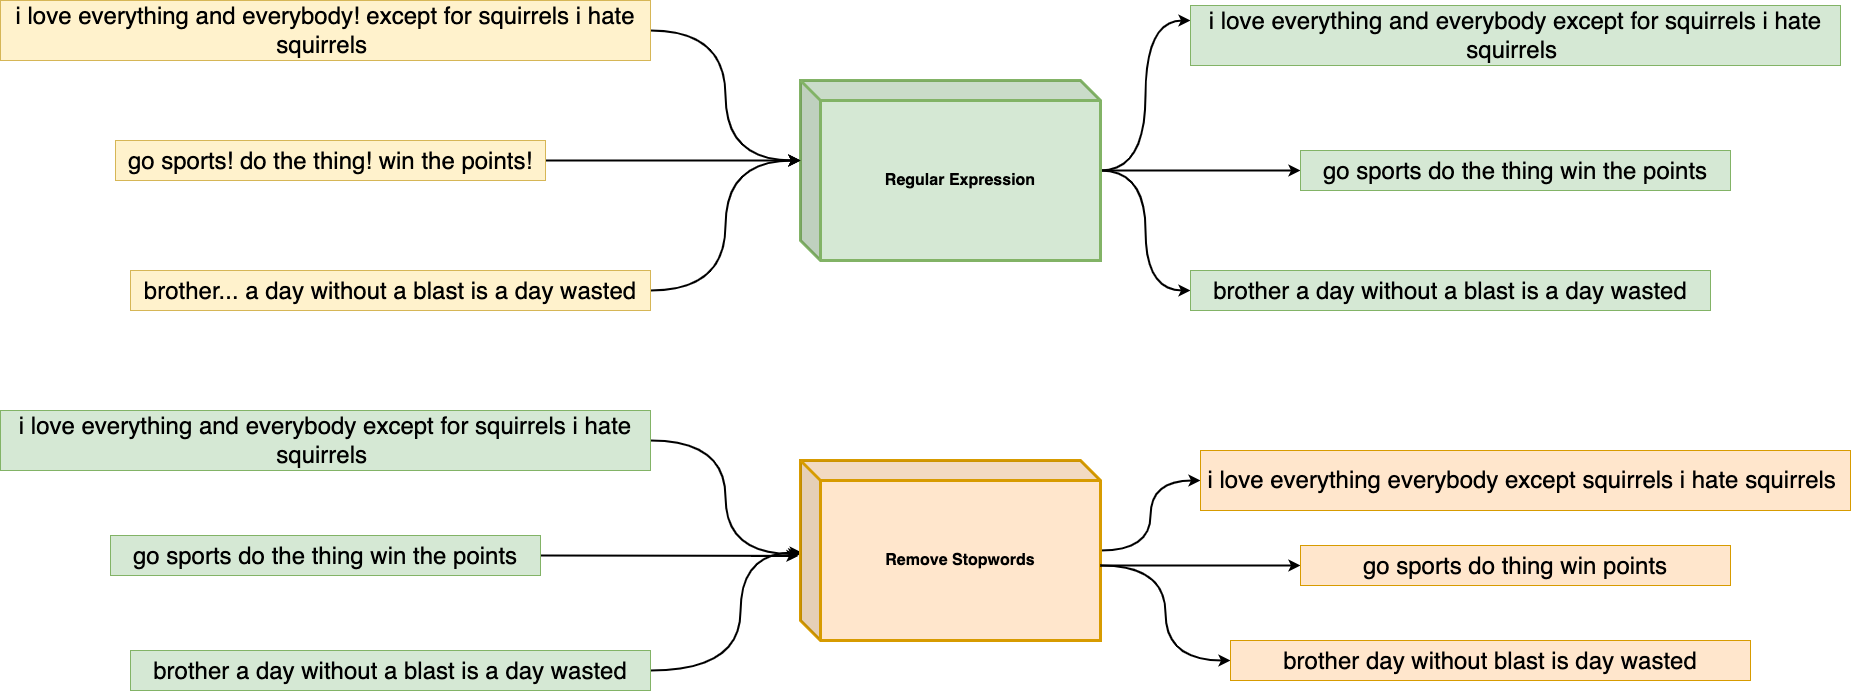 i love everything and everybody! except for squirrels i hate
squirrels
go sports! do the thing! win the points!
brother... a day without a blast is a day wasted
Regular Expression
i love everything and everybody except for squirrels i hate
squirrels
go sports do the thing win the points
brother a day without a blast is a day wasted
i love everything and everybody except for squirrels i hate
squirrels
go sports do the thing win the points
brother a day without a blast is a day wasted
Remove Stopwords
i love everything everybody except squirrels i hate squirrels
go sports do thing win points
brother day without blast is day wasted